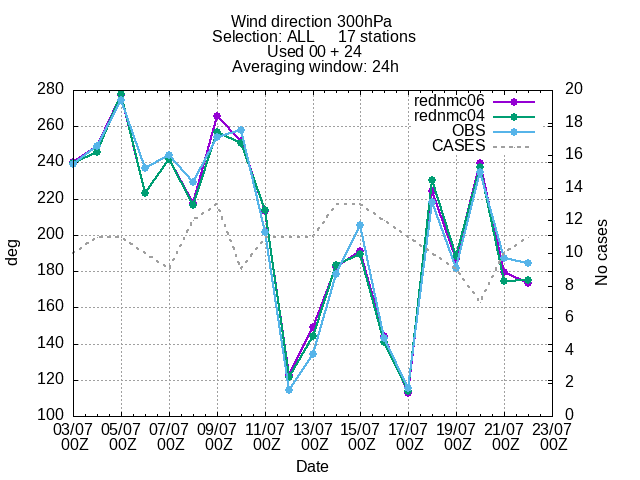 Wind direction 300hPa
Selection: ALL 17 stations
Used 00 + 24
Averaging window: 24h
280
260
240
220
200
180
160
140
120
100
deg
20
18
16
14
12
10
8
6
4
2
0
No cases
rednmc06
rednmc04
OBS
CASES
03/07 05/07 07/07 09/07 11/07 13/07 15/07 17/07 19/07 21/07 23/07
00Z 00Z 00Z 00Z 00Z 00Z 00Z 00Z 00Z 00Z 00Z
Date